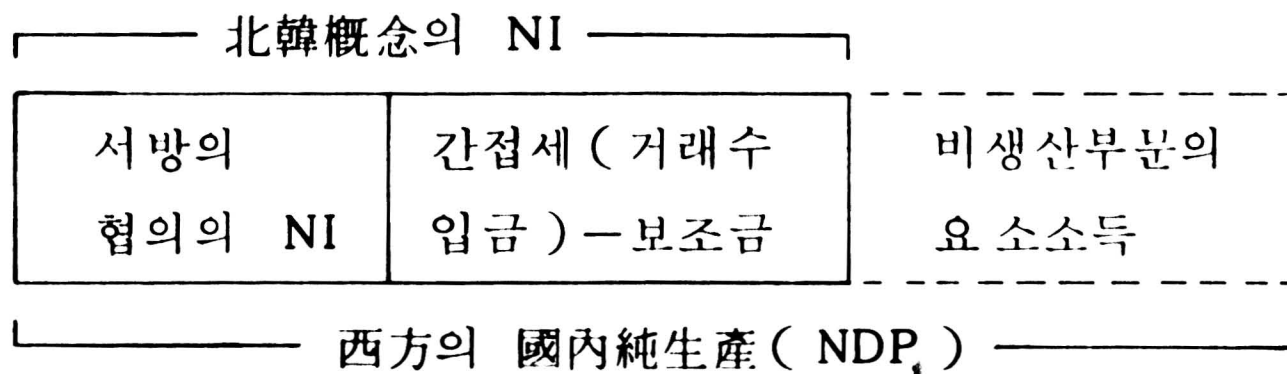 北韓槪念의 NI
서방의 간접세(거래수 비생산부문의
협의의 NI 입금)－보조금 요소소득
西方의 國內純生產(NDP)